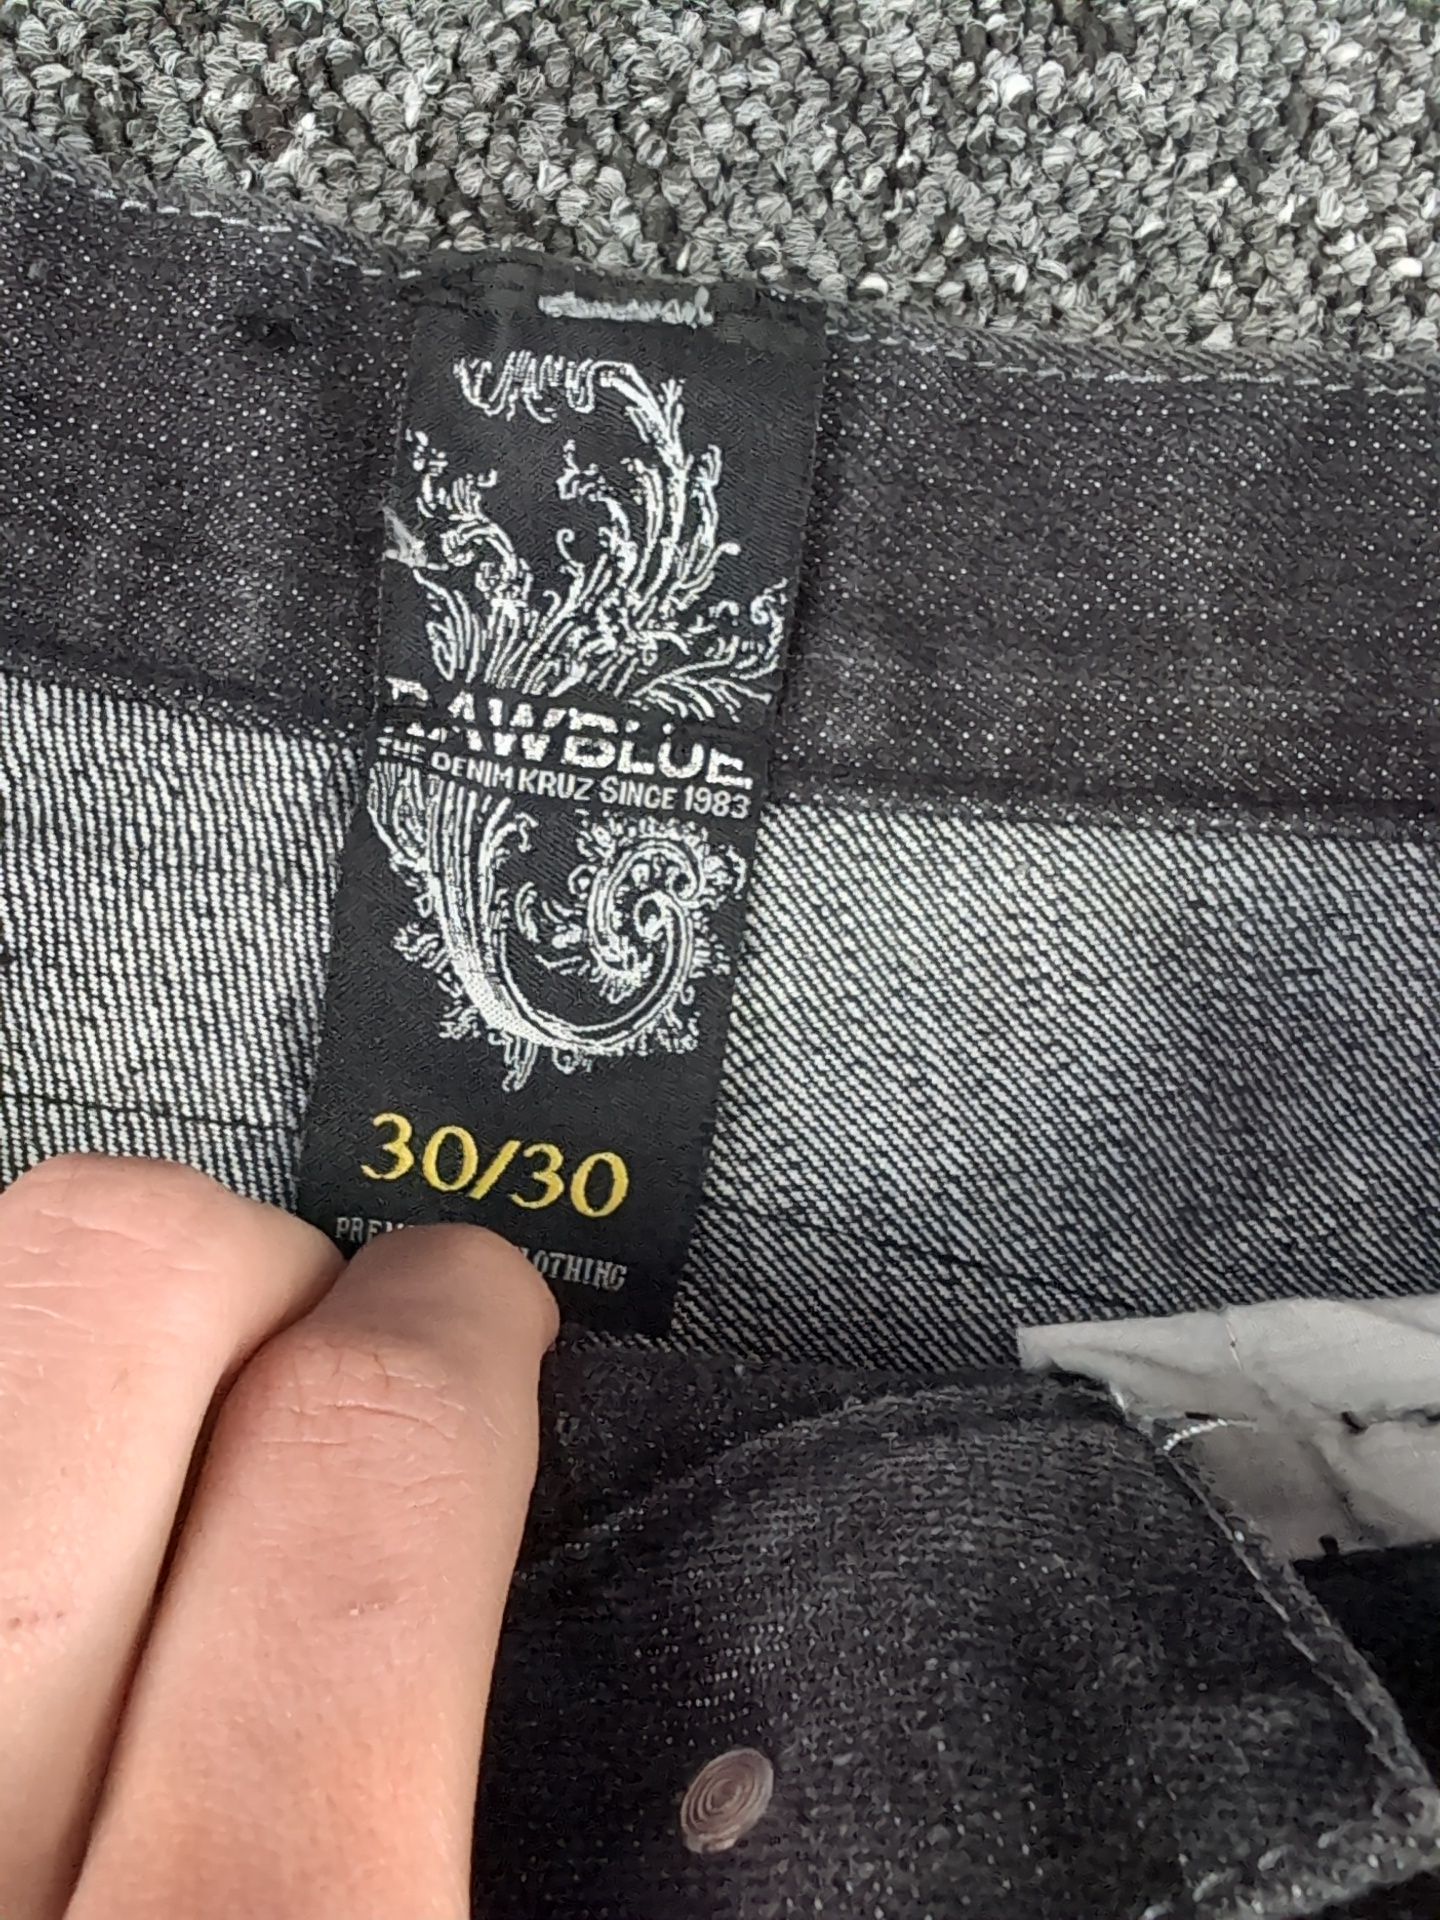 RAWBLUE
THE DENIM KRUZ SINCE 1983
30/30